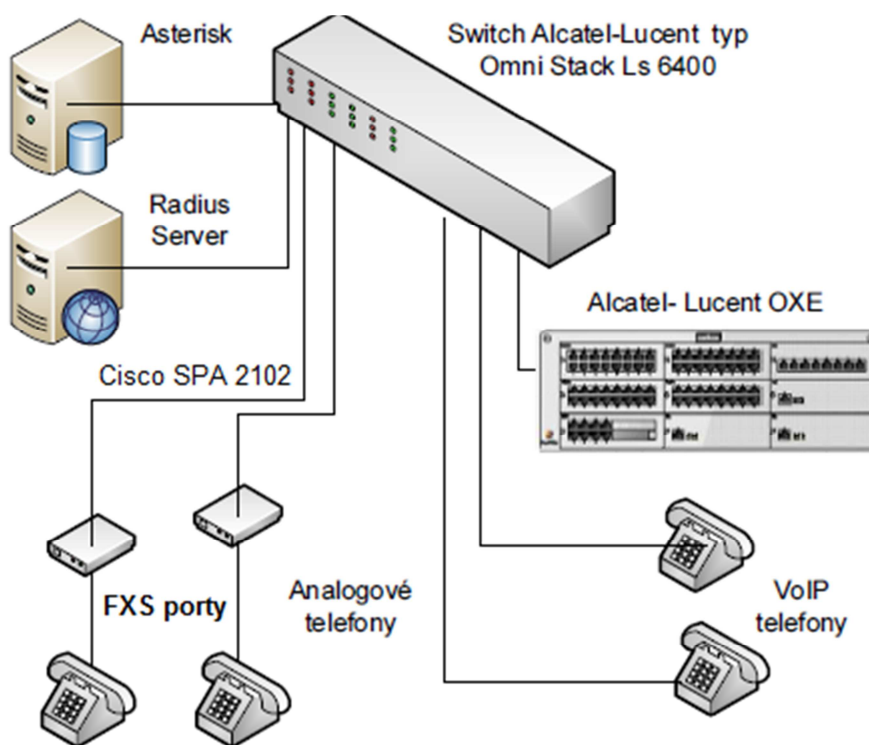 Asterisk
Switch Alcatel-Lucent typ
Omni Stack Ls 6400
Radius
Server
Alcatel- Lucent OXE
Cisco SPA 2102
FXS porty
Analogové
telefony
VoIP
telefony